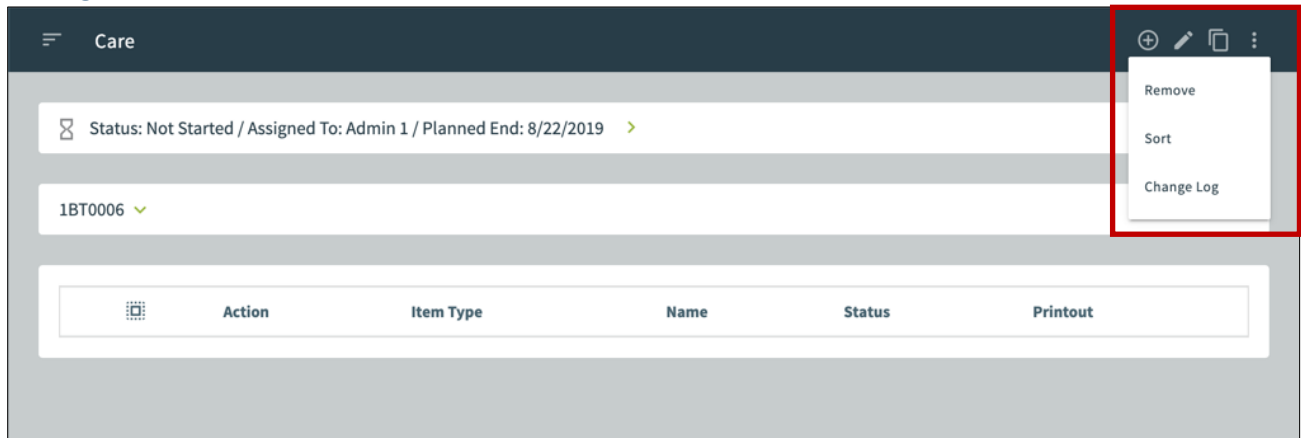 Care
Remove
Status: Not Started / Assigned To: Admin 1 / Planned End: 8/22/2019
Sort
Change Log
1BT0006
Action Item Type Name Status Printout